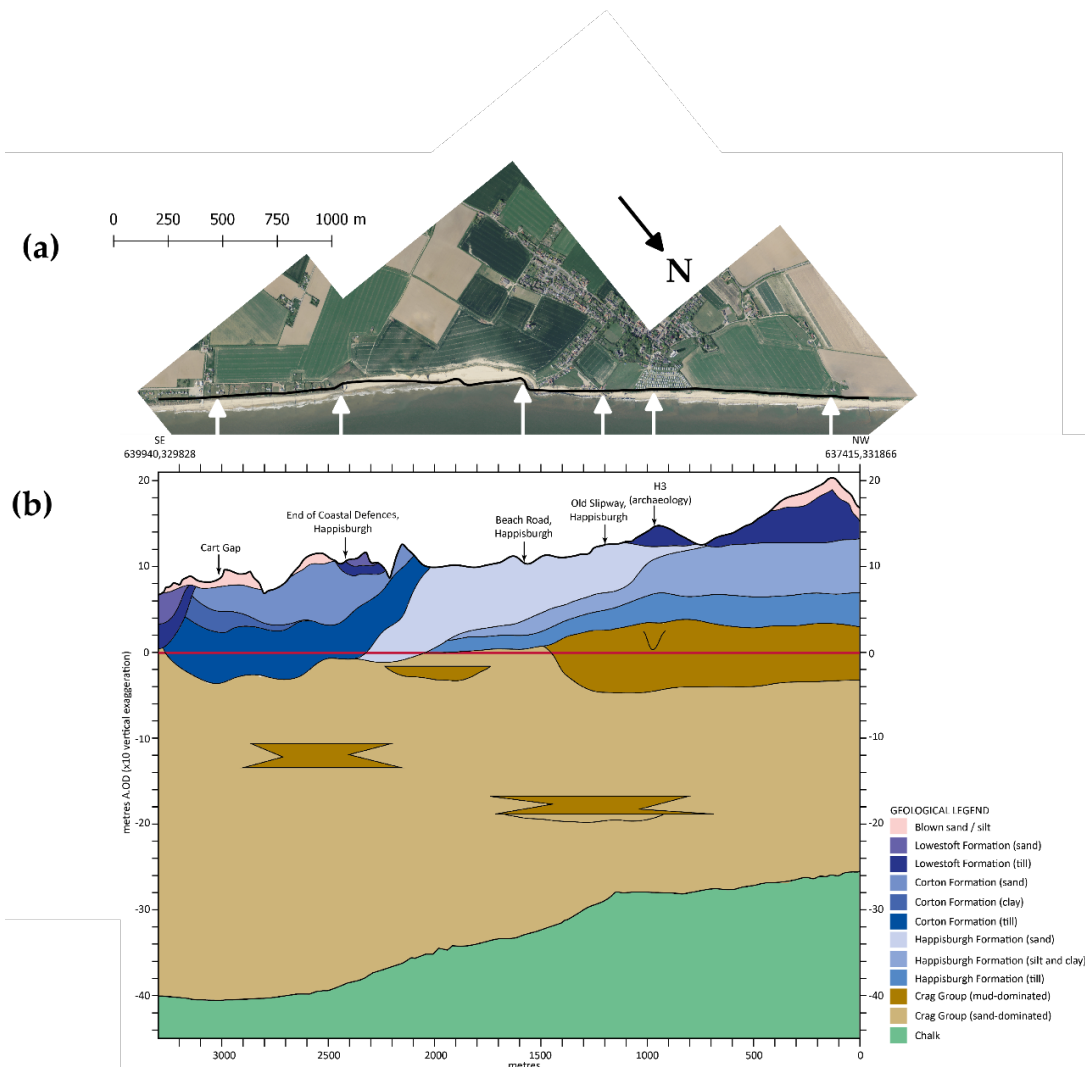 0 250 500 750 1000 m
(a)
N
SE
639940,329828
NW
637415,331866
(b)
20
10
0
-10
-20
-30
-40
metres A.OD (x10 vertical exaggeration)
Cart Gap
End of Coastal Defences,
Happisburgh
Beach Road,
Happisburgh
Old Slipway,
Happisburgh
H3
(archaeology)
20
10
0
-10
-20
-30
-40
3000 2500 2000 1500 1000 500 0
metres
GEOLOGICAL LEGEND
Blown sand / silt
Lowestoft Formation (sand)
Lowestoft Formation (till)
Corton Formation (sand)
Corton Formation (clay)
Corton Formation (till)
Happisburgh Formation (sand)
Happisburgh Formation (silt and clay)
Happisburgh Formation (till)
Crag Group (mud-dominated)
Crag Group (sand-dominated)
Chalk